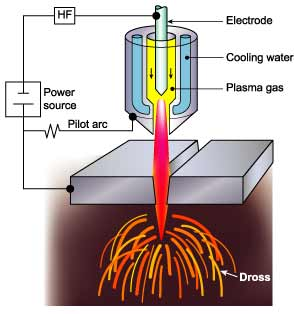 HF
Electrode
Cooling water
Plasma gas
Power
source
Pilot arc
Dross